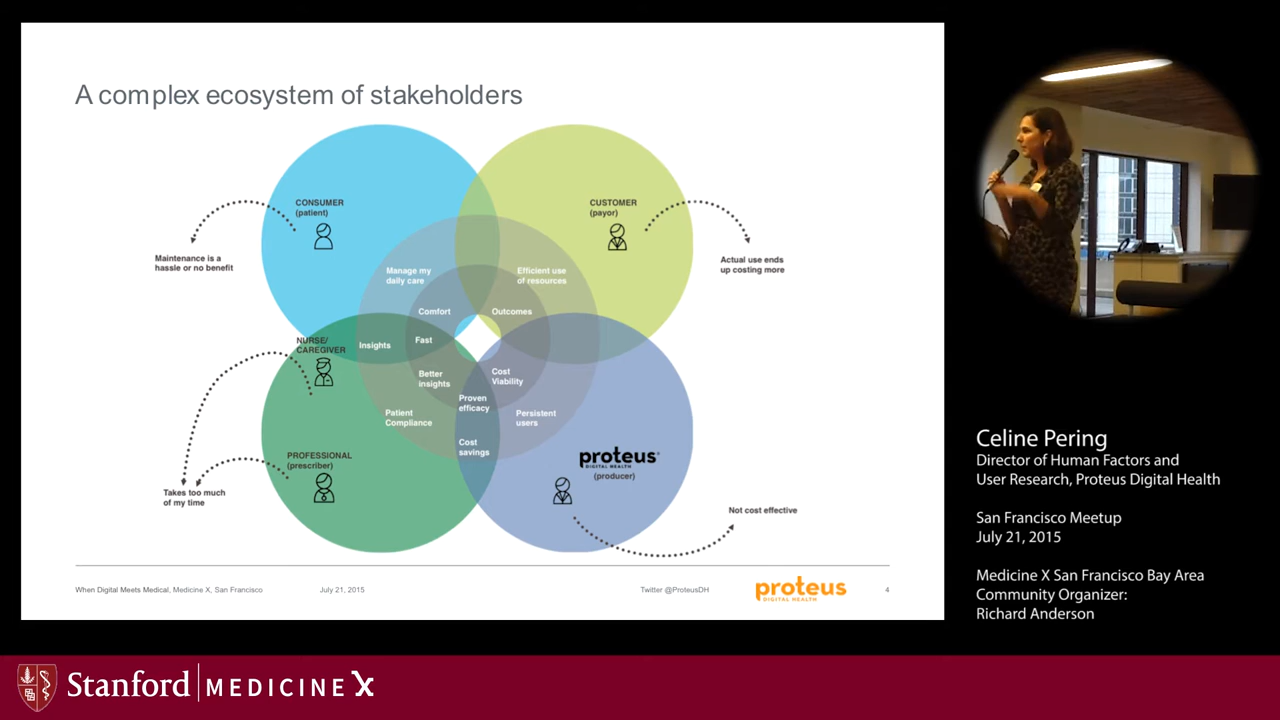 A complex ecosystem of stakeholders
CONSUMER
(patient)
CUSTOMER
(payor)
Maintenance is a
hassle or no benefit
Actual use ends
up costing more
Manage my
daily care
Efficient use
of resources
Comfort
Outcomes
NURSE/
CAREGIVER
Insights
Fast
Better
insights
Cost
Viability
Proven
efficacy
Patient
Compliance
Persistent
users
Cost
savings
PROFESSIONAL
(prescriber)
proteus
DIGITAL HEALTH
(producer)
Takes too much
of my time
Not cost effective
When Digital Meets Medical, Medicine X, San Francisco
July 21, 2015
Twitter @ProteusDH
proteus
DIGITAL HEALTH
4
Celine Pering
Director of Human Factors and
User Research, Proteus Digital Health
San Francisco Meetup
July 21, 2015
Medicine X San Francisco Bay Area
Community Organizer:
Richard Anderson
Stanford MEDICINE X